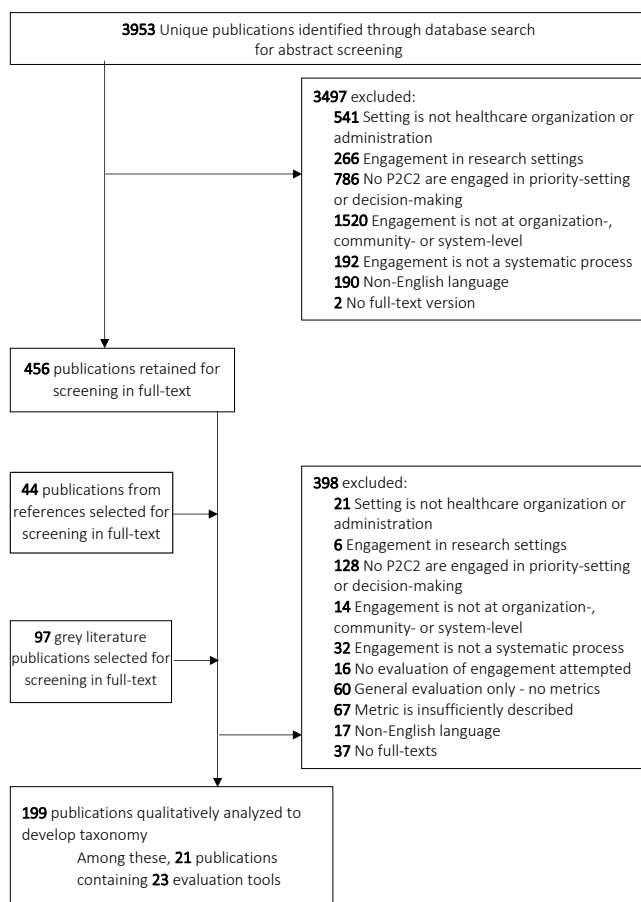 3953 Unique publications identified through database search
for abstract screening
3497 excluded:
541 Setting is not healthcare organization or
administration
266 Engagement in research settings
786 No P2C2 are engaged in priority-setting
or decision-making
1520 Engagement is not at organization-,
community- or system-level
192 Engagement is not a systematic process
190 Non-English language
2 No full-text version
456 publications retained for
screening in full-text
44 publications from
references selected for
screening in full-text
97 grey literature
publications selected for
screening in full-text
398 excluded:
21 Setting is not healthcare organization or
administration
6 Engagement in research settings
128 No P2C2 are engaged in priority-setting
or decision-making
14 Engagement is not at organization-,
community- or system-level
32 Engagement is not a systematic process
16 No evaluation of engagement attempted
60 General evaluation only - no metrics
67 Metric is insufficiently described
17 Non-English language
37 No full-texts
199 publications qualitatively analyzed to
develop taxonomy
Among these, 21 publications
containing 23 evaluation tools